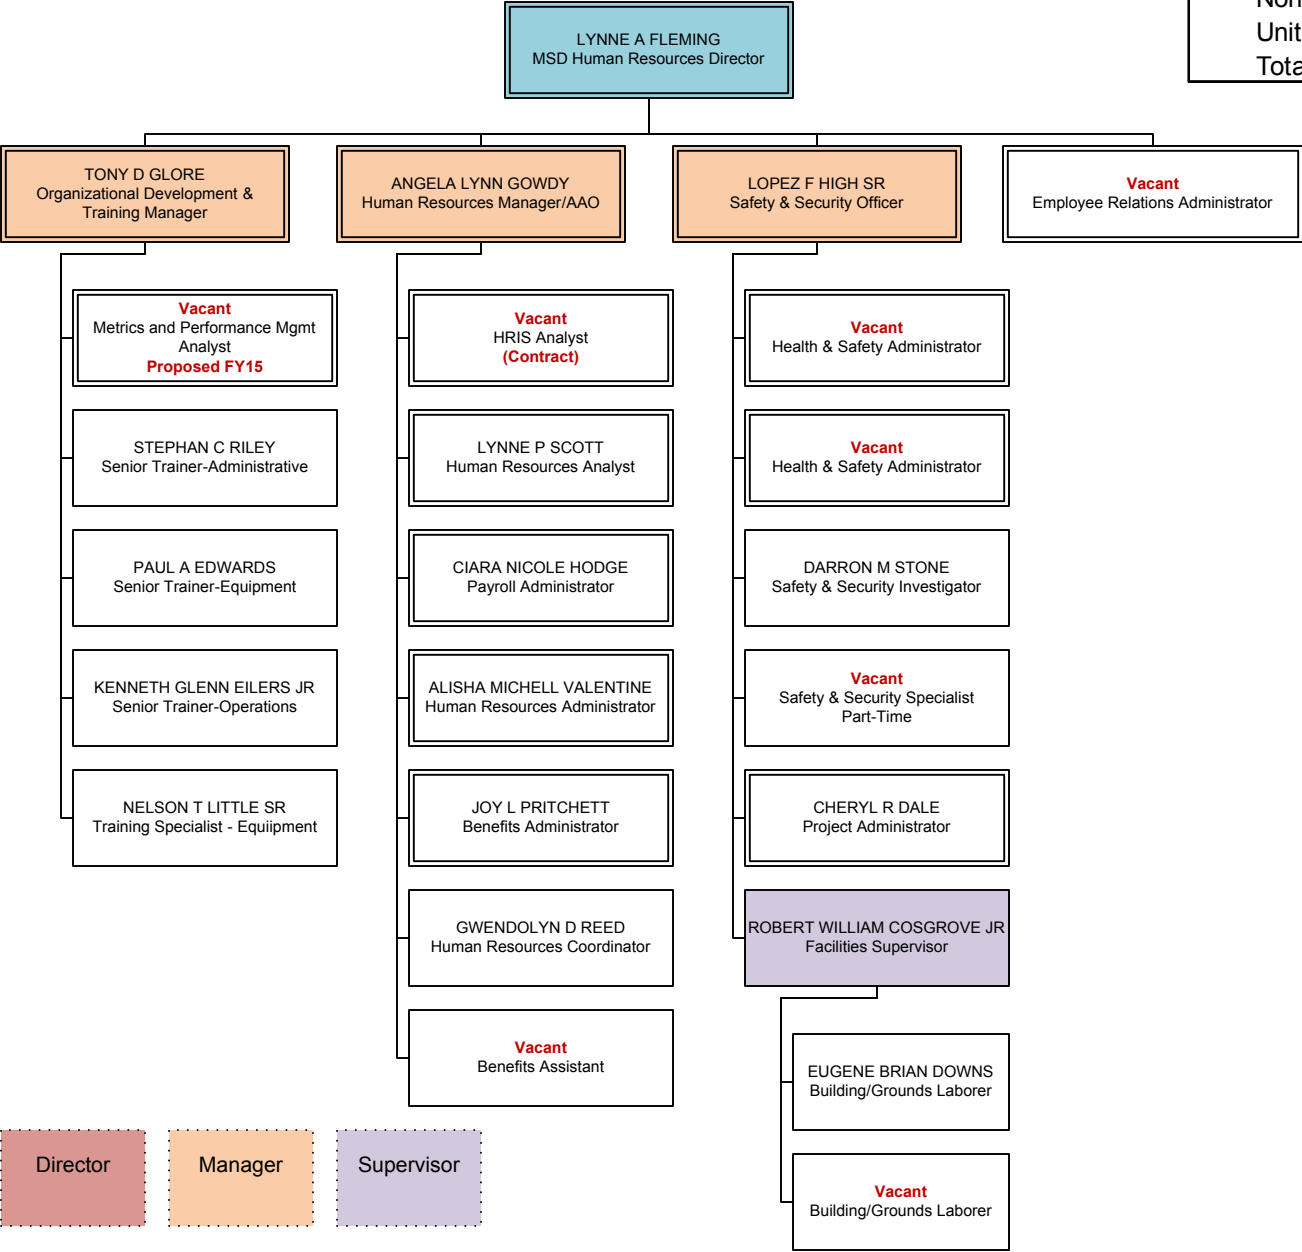 Unit
LYNNE A FLEMING
MSD Human Resources Director
TONY D GLORE
Organizational Development &
Training Manager
ANGELA LYNN GOWDY
Human Resources Manager/AAO
LOPEZ F HIGH SR
Safety & Security Officer
Vacant
Employee Relations Administrator
Vacant
Metrics and Performance Mgmt
Analyst
Proposed FY15
STEPHAN C RILEY
Senior Trainer-Administrative
PAUL A EDWARDS
Senior Trainer-Equipment
KENNETH GLENN EILERS JR
Senior Trainer-Operations
NELSON T LITTLE SR
Training Specialist - Equiipment
Vacant
HRIS Analyst
(Contract)
LYNNE P SCOTT
Human Resources Analyst
CIARA NICOLE HODGE
Payroll Administrator
ALISHA MICHELL VALENTINE
Human Resources Administrator
JOY L PRITCHETT
Benefits Administrator
GWENDOLYN D REED
Human Resources Coordinator
Vacant
Benefits Assistant
Vacant
Health & Safety Administrator
Vacant
Health & Safety Administrator
DARRON M STONE
Safety & Security Investigator
Vacant
Safety & Security Specialist
Part-Time
CHERYL R DALE
Project Administrator
ROBERT WILLIAM COSGROVE JR
Facilities Supervisor
EUGENE BRIAN DOWNS
Building/Grounds Laborer
Vacant
Building/Grounds Laborer
Director
Manager
Supervisor